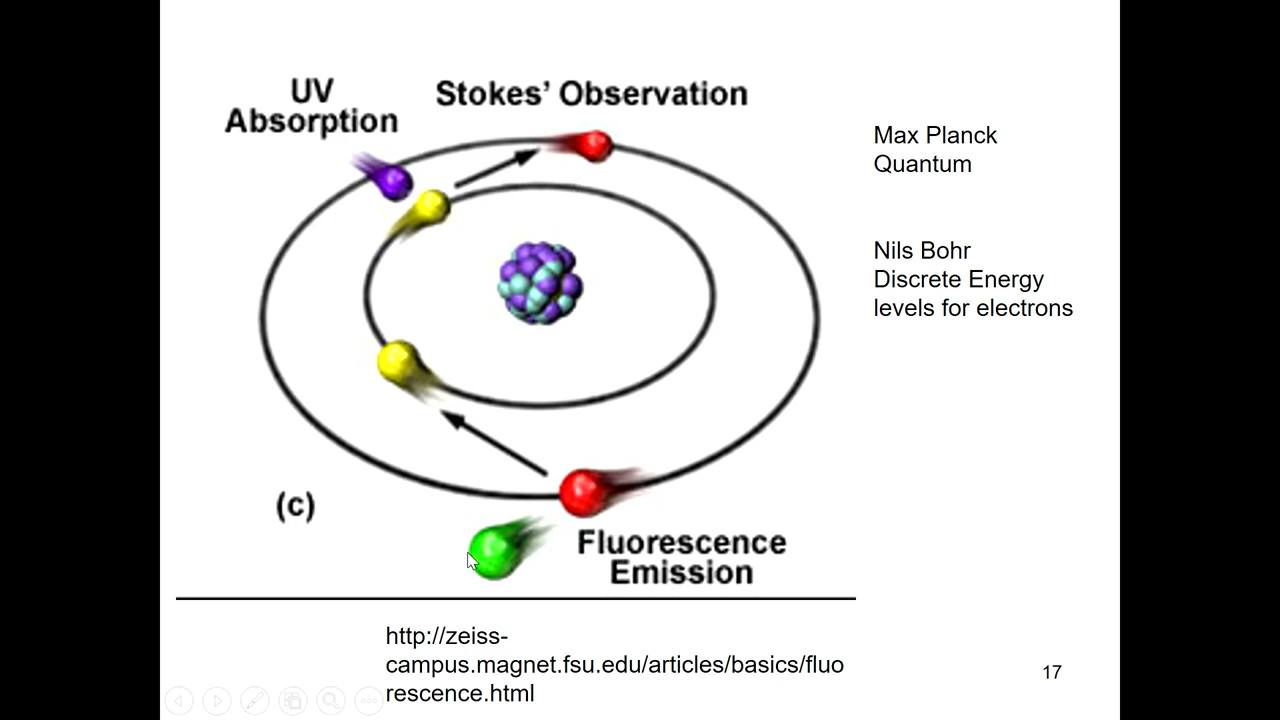 UV
Absorption
Stokes’ Observation
Max Planck
Quantum
Nils Bohr
Discrete Energy
levels for electrons
(c)
Fluorescence
Emission
http://zeiss-
campus.magnet.fsu.edu/articles/basics/fluo
rescence.html
17